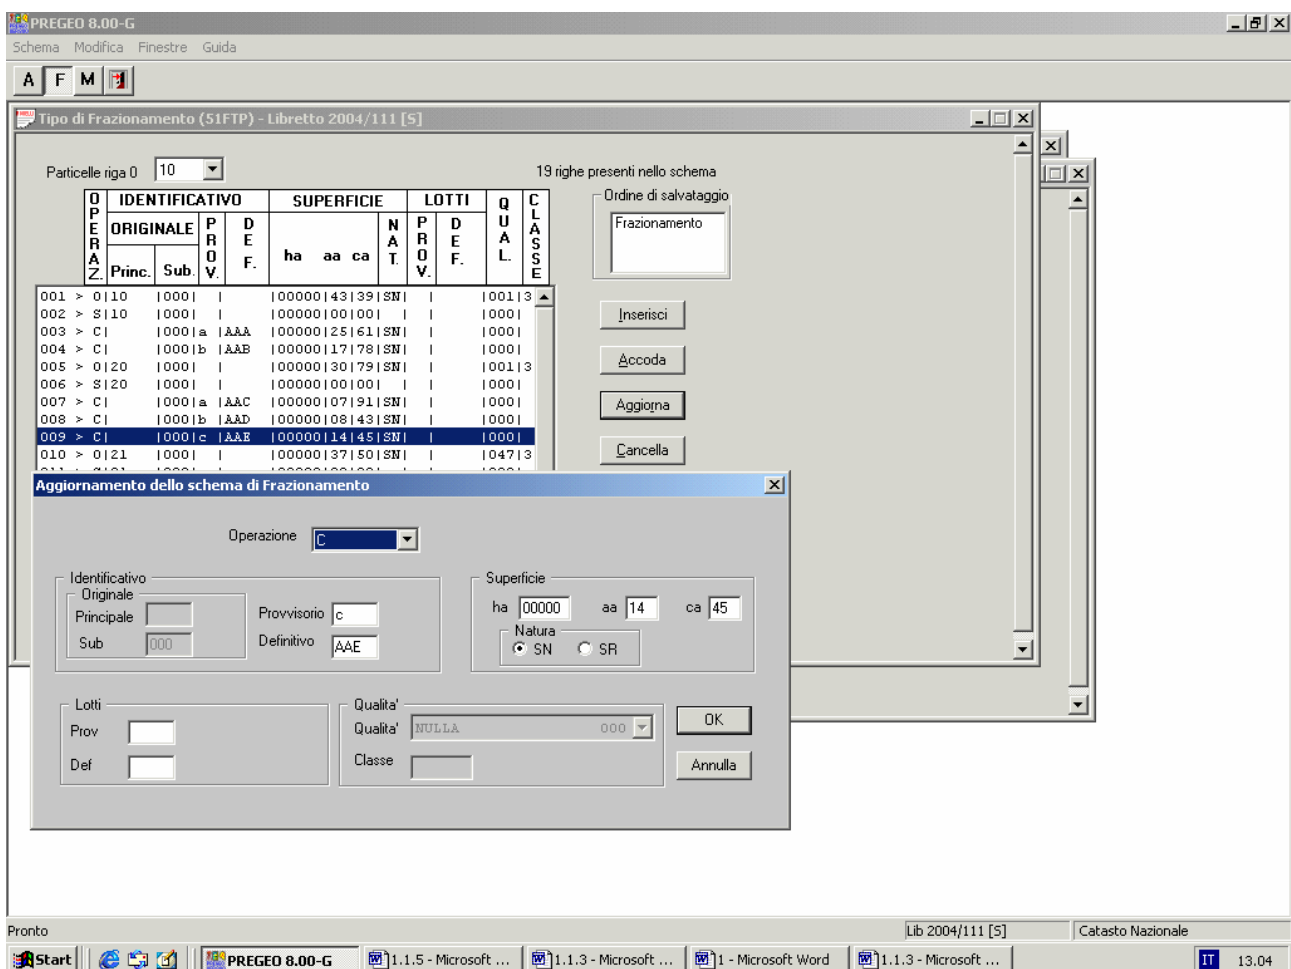 PREGEO 8.00-G
Schema Modifica Finestre Guida
A F M
Tipo di Frazionamento (51FTP) - Libretto 2004/111 [S]
Particelle riga 0 10
19 righe presenti nello schema
OPERAZ. IDENTIFICATIVO SUPERFICIE LOTTI QUAL. CLASSE
ORIGINALE PROV. DEF. ha aa ca NAT. PROV. DEF.
Princ. Sub.
001 > O|10 |000| | |00000|43|39|SN| | |001|3
002 > S|10 |000| | |00000|00|00| | | |000|
003 > C| |000|a |AAA |00000|25|61|SN| | |000|
004 > C| |000|b |AAB |00000|17|78|SN| | |000|
005 > O|20 |000| | |00000|30|79|SN| | |001|3
006 > S|20 |000| | |00000|00|00| | | |000|
007 > C| |000|a |AAC |00000|07|91|SN| | |000|
008 > C| |000|b |AAD |00000|08|43|SN| | |000|
009 > C| |000|c |AAE |00000|14|45|SN| | |000|
010 > O|21 |000| | |00000|37|50|SN| | |047|3
Ordine di salvataggio
Frazionamento
Inserisci
Accoda
Aggiorna
Cancella
Aggiornamento dello schema di Frazionamento
Operazione C
Identificativo
Originale
Principale
Sub 000
Provvisorio c
Definitivo AAE
Superficie
ha 00000 aa 14 ca 45
Natura
SN SR
Lotti
Prov
Def
Qualita'
Qualita' NULLA 000
Classe
OK
Annulla
Pronto
Lib 2004/111 [S]
Catasto Nazionale
Start
PREGEO 8.00-G
1.1.5 - Microsoft ...
1.1.3 - Microsoft ...
1 - Microsoft Word
1.1.3 - Microsoft ...
IT
13.04